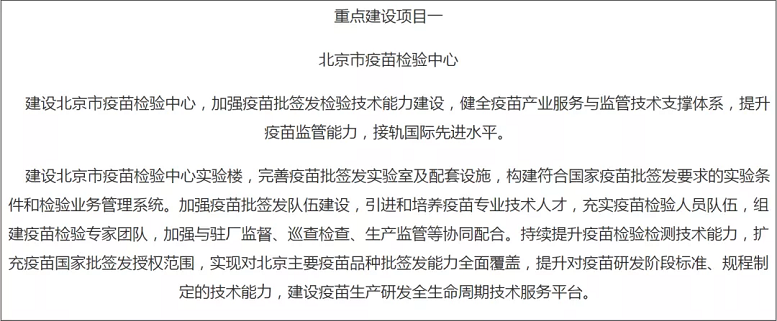 重点建设项目一
北京市疫苗检验中心
建设北京市疫苗检验中心，加强疫苗批签发检验技术能力建设，健全疫苗产业服务与监管技术支撑体系，提升
疫苗监管能力，接轨国际先进水平。
建设北京市疫苗检验中心实验楼，完善疫苗批签发实验室及配套设施，构建符合国家疫苗批签发要求的实验条
件和检验业务管理系统。加强疫苗批签发队伍建设，引进和培养疫苗专业技术人才，充实疫苗检验人员队伍，组
建疫苗检验专家团队，加强与驻厂监督、巡查检查、生产监管等协同配合。持续提升疫苗检验检测技术能力，扩
充疫苗国家批签发授权范围，实现对北京主要疫苗品种批签发能力全面覆盖，提升对疫苗研发阶段标准、规程制
定的技术能力，建设疫苗生产研发全生命周期技术服务平台。